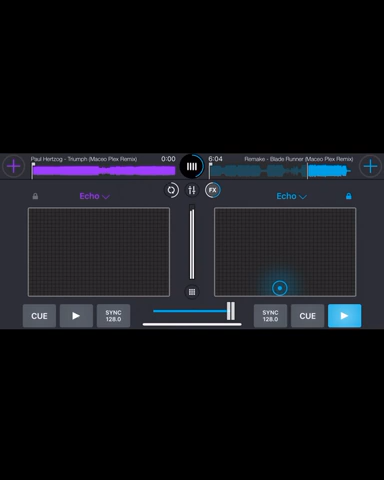 Paul Hertzog - Triumph (Maceo Plex Remix) 0:00
6:04 Remake - Blade Runner (Maceo Plex Remix)
FX
Echo
Echo
CUE
SYNC
128.0
SYNC
128.0
CUE